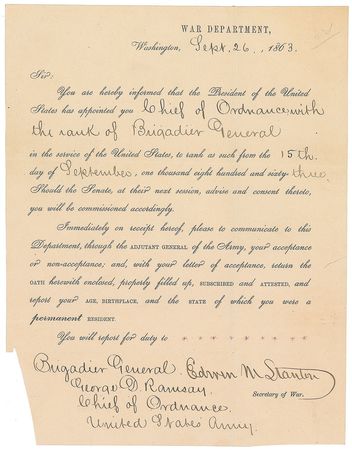 WAR DEPARTMENT,
Washington, Sept. 26., 1863.
Sir:
You are hereby informed that the President of the United
States has appointed you Chief of Ordnance with
the rank of Brigadier General
in the service of the United States, to rank as such from the 15th.
day of September, one thousand eight hundred and sixty-three.
Should the Senate, at their next session, advise and consent thereto,
you will be commissioned accordingly.
Immediately on receipt hereof, please to communicate to this
Department, through the ADJUTANT GENERAL of the Army, your acceptance
or non-acceptance; and, with your letter of acceptance, return the
OATH herewith enclosed, properly filled up, SUBSCRIBED and ATTESTED, and
report your AGE, BIRTHPLACE, and the STATE of which you were a
permanent RESIDENT.
You will report for duty to * * * * * * * *
Brigadier General. Edwin M Stanton
George D Ramsay, Secretary of War.
Chief of Ordnance.
United States Army.